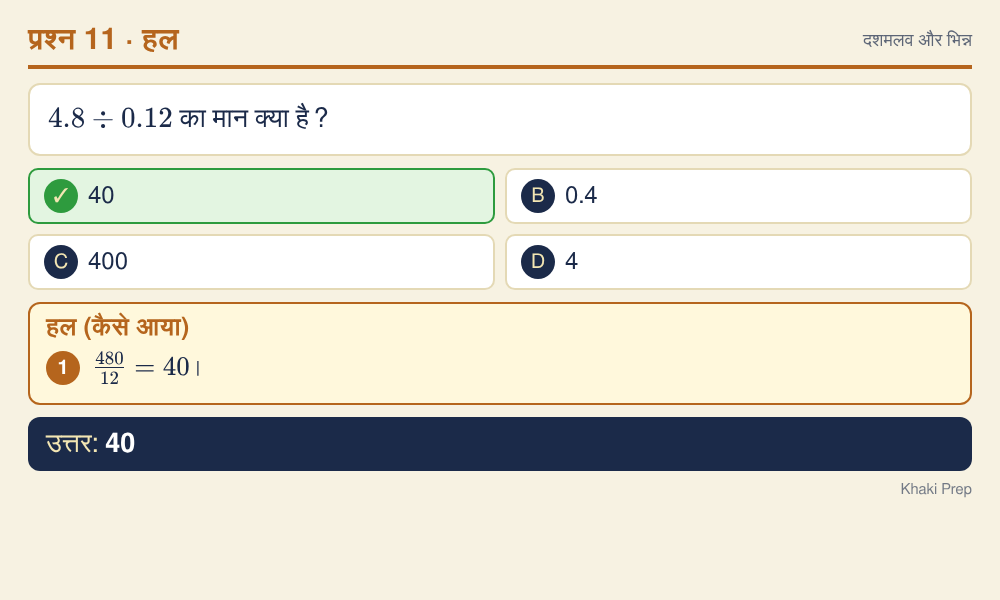 प्रश्न 11 · हल
दशमलव और भिन्न
4.8 ÷ 0.12 का मान क्या है ?
✓ 40
B 0.4
C 400
D 4
हल (कैसे आया)
1 480/12 = 40।
उत्तर: 40
Khaki Prep